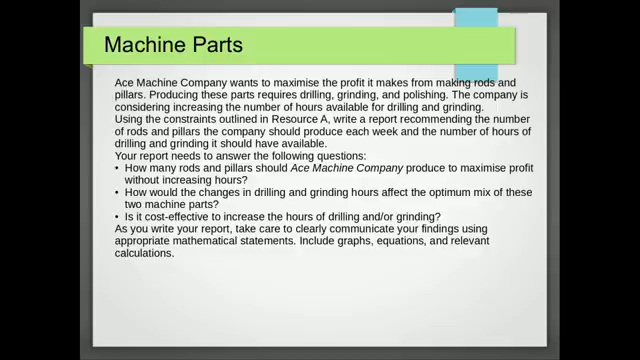 Machine Parts
Ace Machine Company wants to maximise the profit it makes from making rods and
pillars. Producing these parts requires drilling, grinding, and polishing. The company is
considering increasing the number of hours available for drilling and grinding.
Using the constraints outlined in Resource A, write a report recommending the number
of rods and pillars the company should produce each week and the number of hours of
drilling and grinding it should have available.
Your report needs to answer the following questions:
• How many rods and pillars should Ace Machine Company produce to maximise profit
without increasing hours?
• How would the changes in drilling and grinding hours affect the optimum mix of these
two machine parts?
• Is it cost-effective to increase the hours of drilling and/or grinding?
As you write your report, take care to clearly communicate your findings using
appropriate mathematical statements. Include graphs, equations, and relevant
calculations.